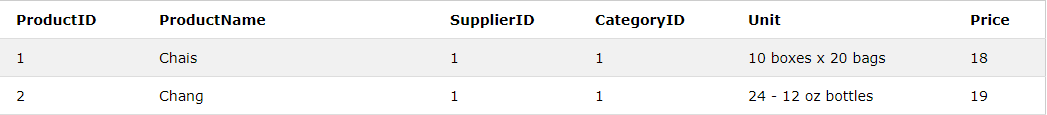 ProductID ProductName SupplierID CategoryID Unit Price
1 Chais 1 1 10 boxes x 20 bags 18
2 Chang 1 1 24 - 12 oz bottles 19